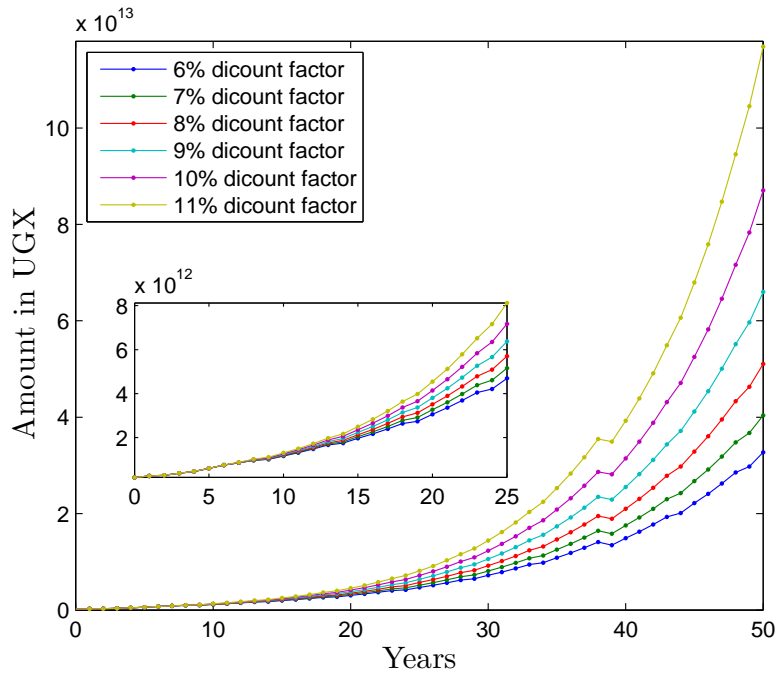 x 10^13
10
8
6
4
2
0
Amount in UGX
6% dicount factor
7% dicount factor
8% dicount factor
9% dicount factor
10% dicount factor
11% dicount factor
x 10^12
8
6
4
2
0 5 10 15 20 25
0 10 20 30 40 50
Years